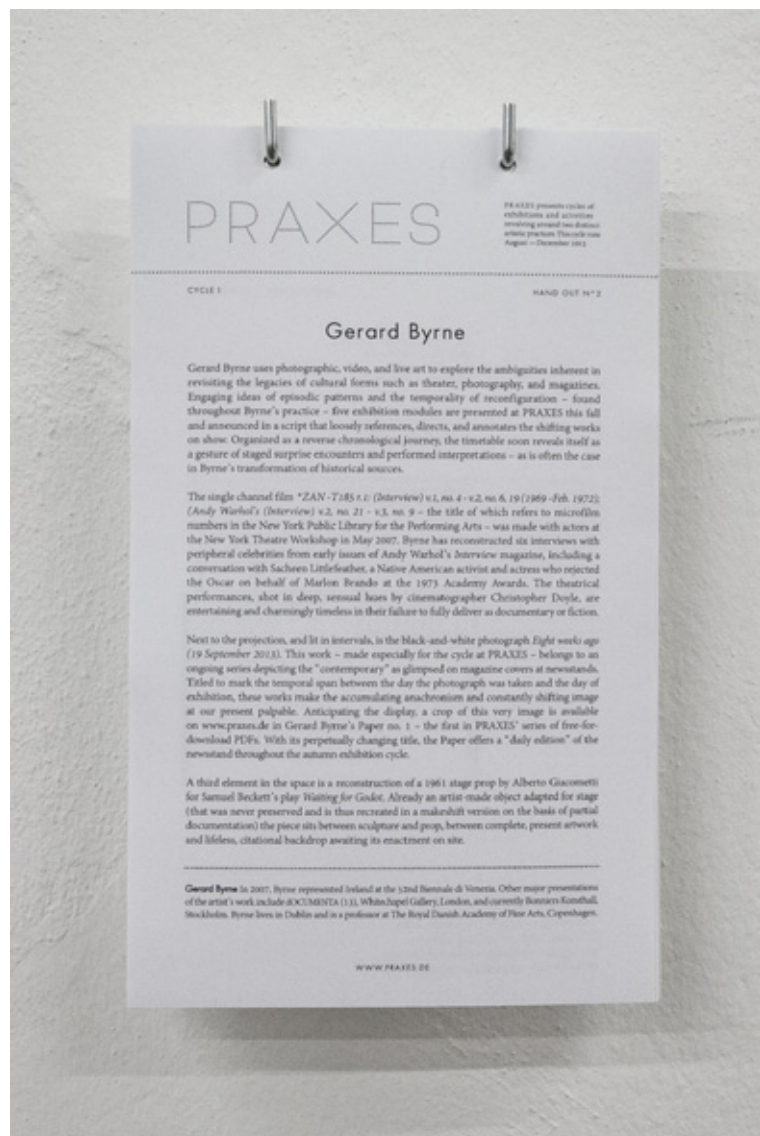 PRAXES
PRAXES presents cycles of
exhibitions and activities
revolving around two distinct
artistic practices. This cycle runs
August – December 2013
CYCLE 1
HAND OUT Nº2
Gerard Byrne
Gerard Byrne uses photographic, video, and live art to explore the ambiguities inherent in
revisiting the legacies of cultural forms such as theater, photography, and magazines.
Engaging ideas of episodic patterns and the temporality of reconfiguration – found
throughout Byrne's practice – five exhibition modules are presented at PRAXES this fall
and announced in a script that loosely references, directs, and annotates the shifting works
on show. Organized as a reverse chronological journey, the timetable soon reveals itself as
a gesture of staged surprise encounters and performed interpretations – as is often the case
in Byrne's transformation of historical sources.
The single channel film *ZAN -T185 r.1: (Interview) v.1, no. 4 - v.2, no. 6, 19 (1969 -Feb. 1972);
(Andy Warhol's (Interview) v.2, no. 21 - v.3, no. 9 – the title of which refers to microfilm
numbers in the New York Public Library for the Performing Arts – was made with actors at
the New York Theatre Workshop in May 2007. Byrne has reconstructed six interviews with
peripheral celebrities from early issues of Andy Warhol's Interview magazine, including a
conversation with Sacheen Littlefeather, a Native American activist and actress who rejected
the Oscar on behalf of Marlon Brando at the 1973 Academy Awards. The theatrical
performances, shot in deep, sensual hues by cinematographer Christopher Doyle, are
entertaining and charmingly timeless in their failure to fully deliver as documentary or fiction.
Next to the projection, and lit in intervals, is the black-and-white photograph Eight weeks ago
(19 September 2013). This work – made especially for the cycle at PRAXES – belongs to an
ongoing series depicting the "contemporary" as glimpsed on magazine covers at newsstands.
Titled to mark the temporal span between the day the photograph was taken and the day of
exhibition, these works make the accumulating anachronism and constantly shifting image
at our present palpable. Anticipating the display, a crop of this very image is available
on www.praxes.de in Gerard Byrne's Paper no. 1 – the first in PRAXES' series of free-for-
download PDFs. With its perpetually changing title, the Paper offers a "daily edition" of the
newsstand throughout the autumn exhibition cycle.
A third element in the space is a reconstruction of a 1961 stage prop by Alberto Giacometti
for Samuel Beckett's play Waiting for Godot. Already an artist-made object adapted for stage
(that was never preserved and is thus recreated in a makeshift version on the basis of partial
documentation) the piece sits between sculpture and prop, between complete, present artwork
and lifeless, citational backdrop awaiting its enactment on site.
Gerard Byrne In 2007, Byrne represented Ireland at the 52nd Biennale di Venezia. Other major presentations
of the artist's work include dOCUMENTA (13), Whitechapel Gallery, London, and currently Bonniers Konsthall,
Stockholm. Byrne lives in Dublin and is a professor at The Royal Danish Academy of Fine Arts, Copenhagen.
WWW.PRAXES.DE